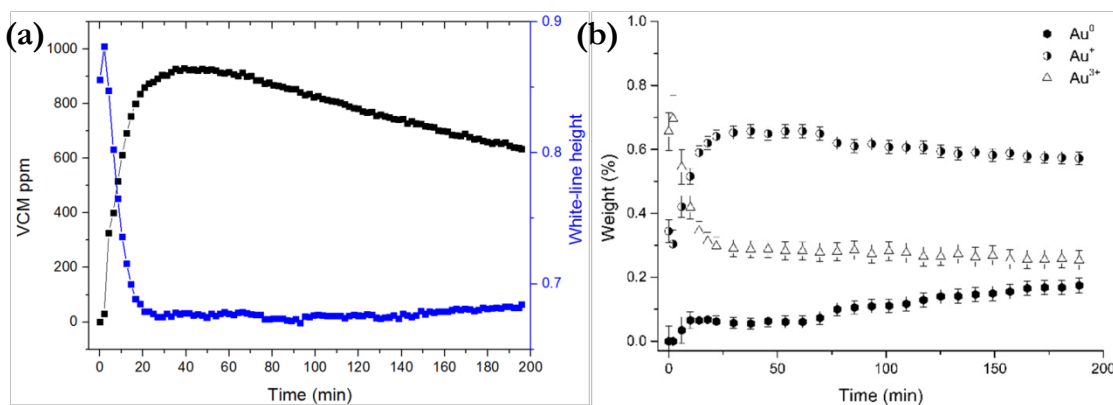 (a)
VCM ppm
1000
800
600
400
200
0
0 20 40 60 80 100 120 140 160 180 200
Time (min)
0.9
0.8
0.7
White-line height
(b)
Weight (%)
1.0
0.8
0.6
0.4
0.2
0.0
0 50 100 150 200
Time (min)
Au⁰
Au⁺
Au³⁺